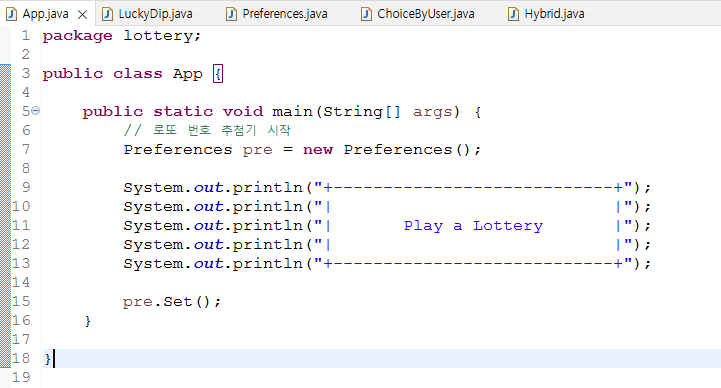 App.java LuckyDip.java Preferences.java ChoiceByUser.java Hybrid.java
1 package lottery;
2
3 public class App {
4
5     public static void main(String[] args) {
6         // 로또 번호 추첨기 시작
7         Preferences pre = new Preferences();
8
9         System.out.println("+----------------------------+");
10         System.out.println("|                            |");
11         System.out.println("|       Play a Lottery       |");
12         System.out.println("|                            |");
13         System.out.println("+----------------------------+");
14
15         pre.Set();
16     }
17
18 }
19